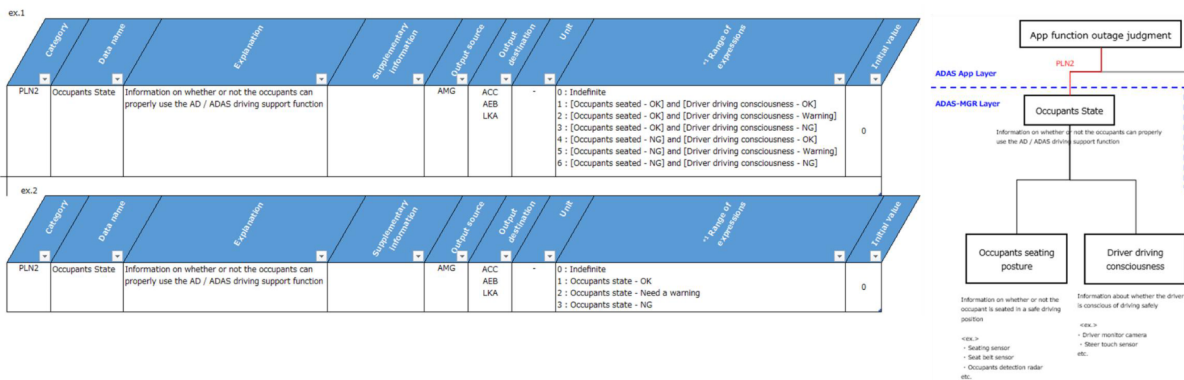 ex.1
Category
Data name
Explanation
Supplementary
Information
Output source
Output
destination
Unit
*1 Range of
expressions
Initial value
PLN2
Occupants State
Information on whether or not the occupants can
properly use the AD / ADAS driving support function
AMG
ACC
AEB
LKA
-
0 : Indefinite
1 : [Occupants seated - OK] and [Driver driving consciousness - OK]
2 : [Occupants seated - OK] and [Driver driving consciousness - Warning]
3 : [Occupants seated - OK] and [Driver driving consciousness - NG]
4 : [Occupants seated - NG] and [Driver driving consciousness - OK]
5 : [Occupants seated - NG] and [Driver driving consciousness - Warning]
6 : [Occupants seated - NG] and [Driver driving consciousness - NG]
0
ex.2
Category
Data name
Explanation
Supplementary
Information
Output source
Output
destination
Unit
*1 Range of
expressions
Initial value
PLN2
Occupants State
Information on whether or not the occupants can
properly use the AD / ADAS driving support function
AMG
ACC
AEB
LKA
-
0 : Indefinite
1 : Occupants state - OK
2 : Occupants state - Need a warning
3 : Occupants state - NG
0
App function outage judgment
PLN2
ADAS App Layer
ADAS-MGR Layer
Occupants State
Information on whether or not the occupants can properly
use the AD / ADAS driving support function
Occupants seating
posture
Information on whether or not the
occupant is seated in a safe driving
position
<ex.>
- Seating sensor
- Seat belt sensor
- Occupants detection radar
etc.
Driver driving
consciousness
Information about whether the driver
is conscious of driving safely
<ex.>
- Driver monitor camera
- Steer touch sensor
etc.